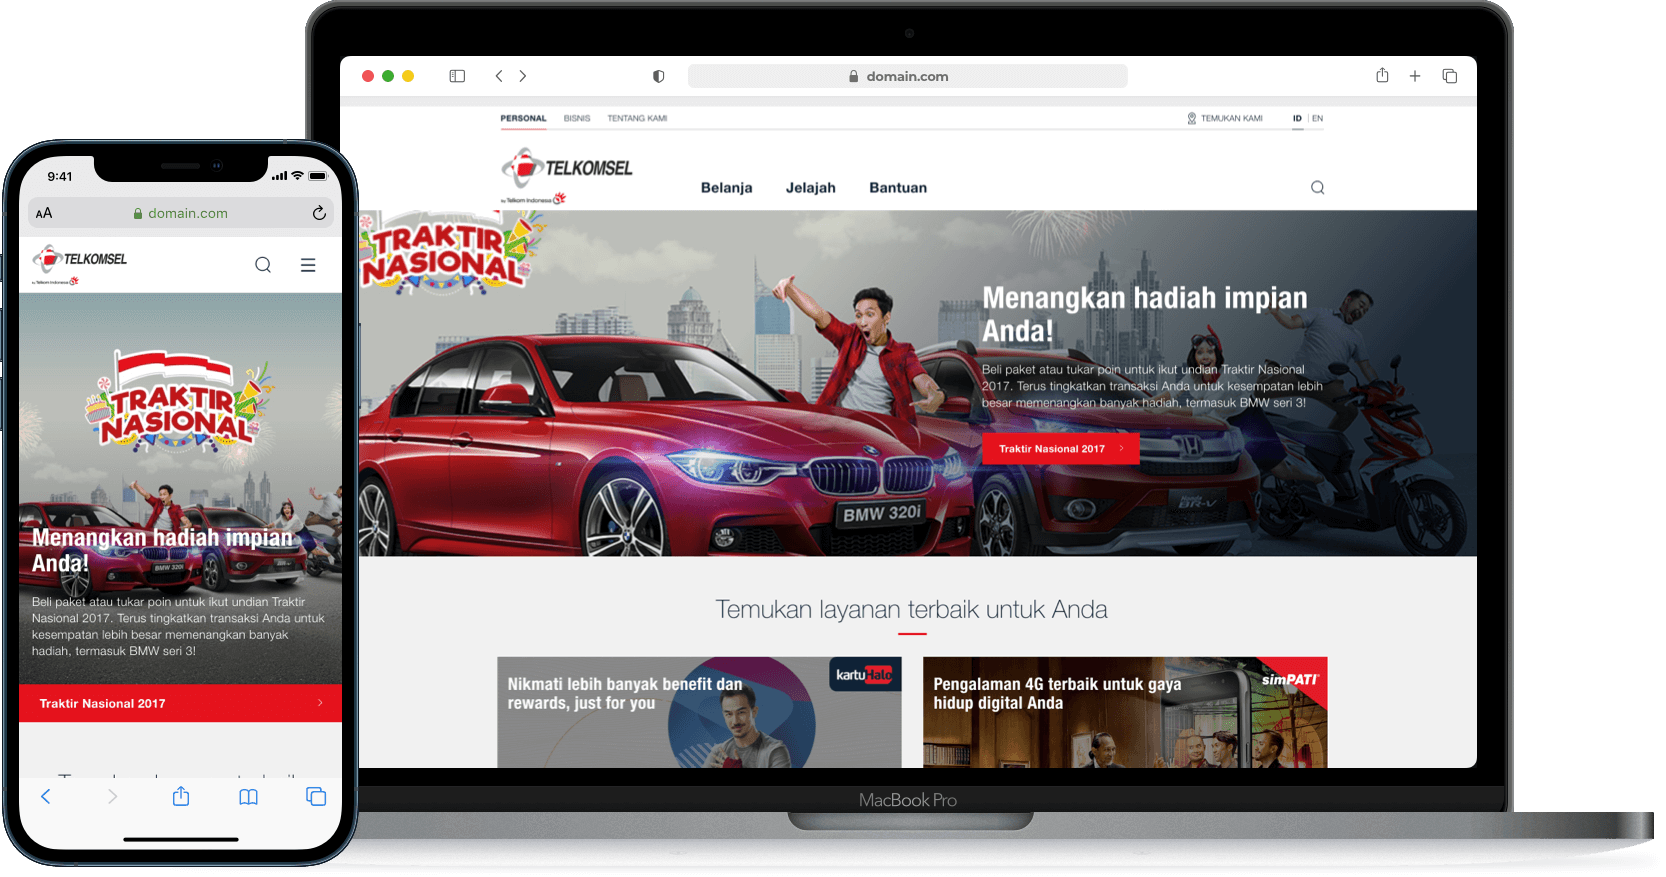 9:41
AA
domain.com
TELKOMSEL
by Telkom Indonesia
TRAKTIR
NASIONAL
Menangkan hadiah impian
Anda!
BMW 320i
Beli paket atau tukar poin untuk ikut undian Traktir
Nasional 2017. Terus tingkatkan transaksi Anda untuk
kesempatan lebih besar memenangkan banyak
hadiah, termasuk BMW seri 3!
Traktir Nasional 2017
domain.com
PERSONAL
BISNIS
TENTANG KAMI
TEMUKAN KAMI
ID
EN
TELKOMSEL
by Telkom Indonesia
Belanja
Jelajah
Bantuan
TRAKTIR
NASIONAL
Menangkan hadiah impian
Anda!
Beli paket atau tukar poin untuk ikut undian Traktir Nasional
2017. Terus tingkatkan transaksi Anda untuk kesempatan lebih
besar memenangkan banyak hadiah, termasuk BMW seri 3!
Traktir Nasional 2017
BMW 320i
Honda
BR-V
Temukan layanan terbaik untuk Anda
Nikmati lebih banyak benefit dan
rewards, just for you
kartuHalo
Pengalaman 4G terbaik untuk gaya
hidup digital Anda
simPATI
MacBook Pro